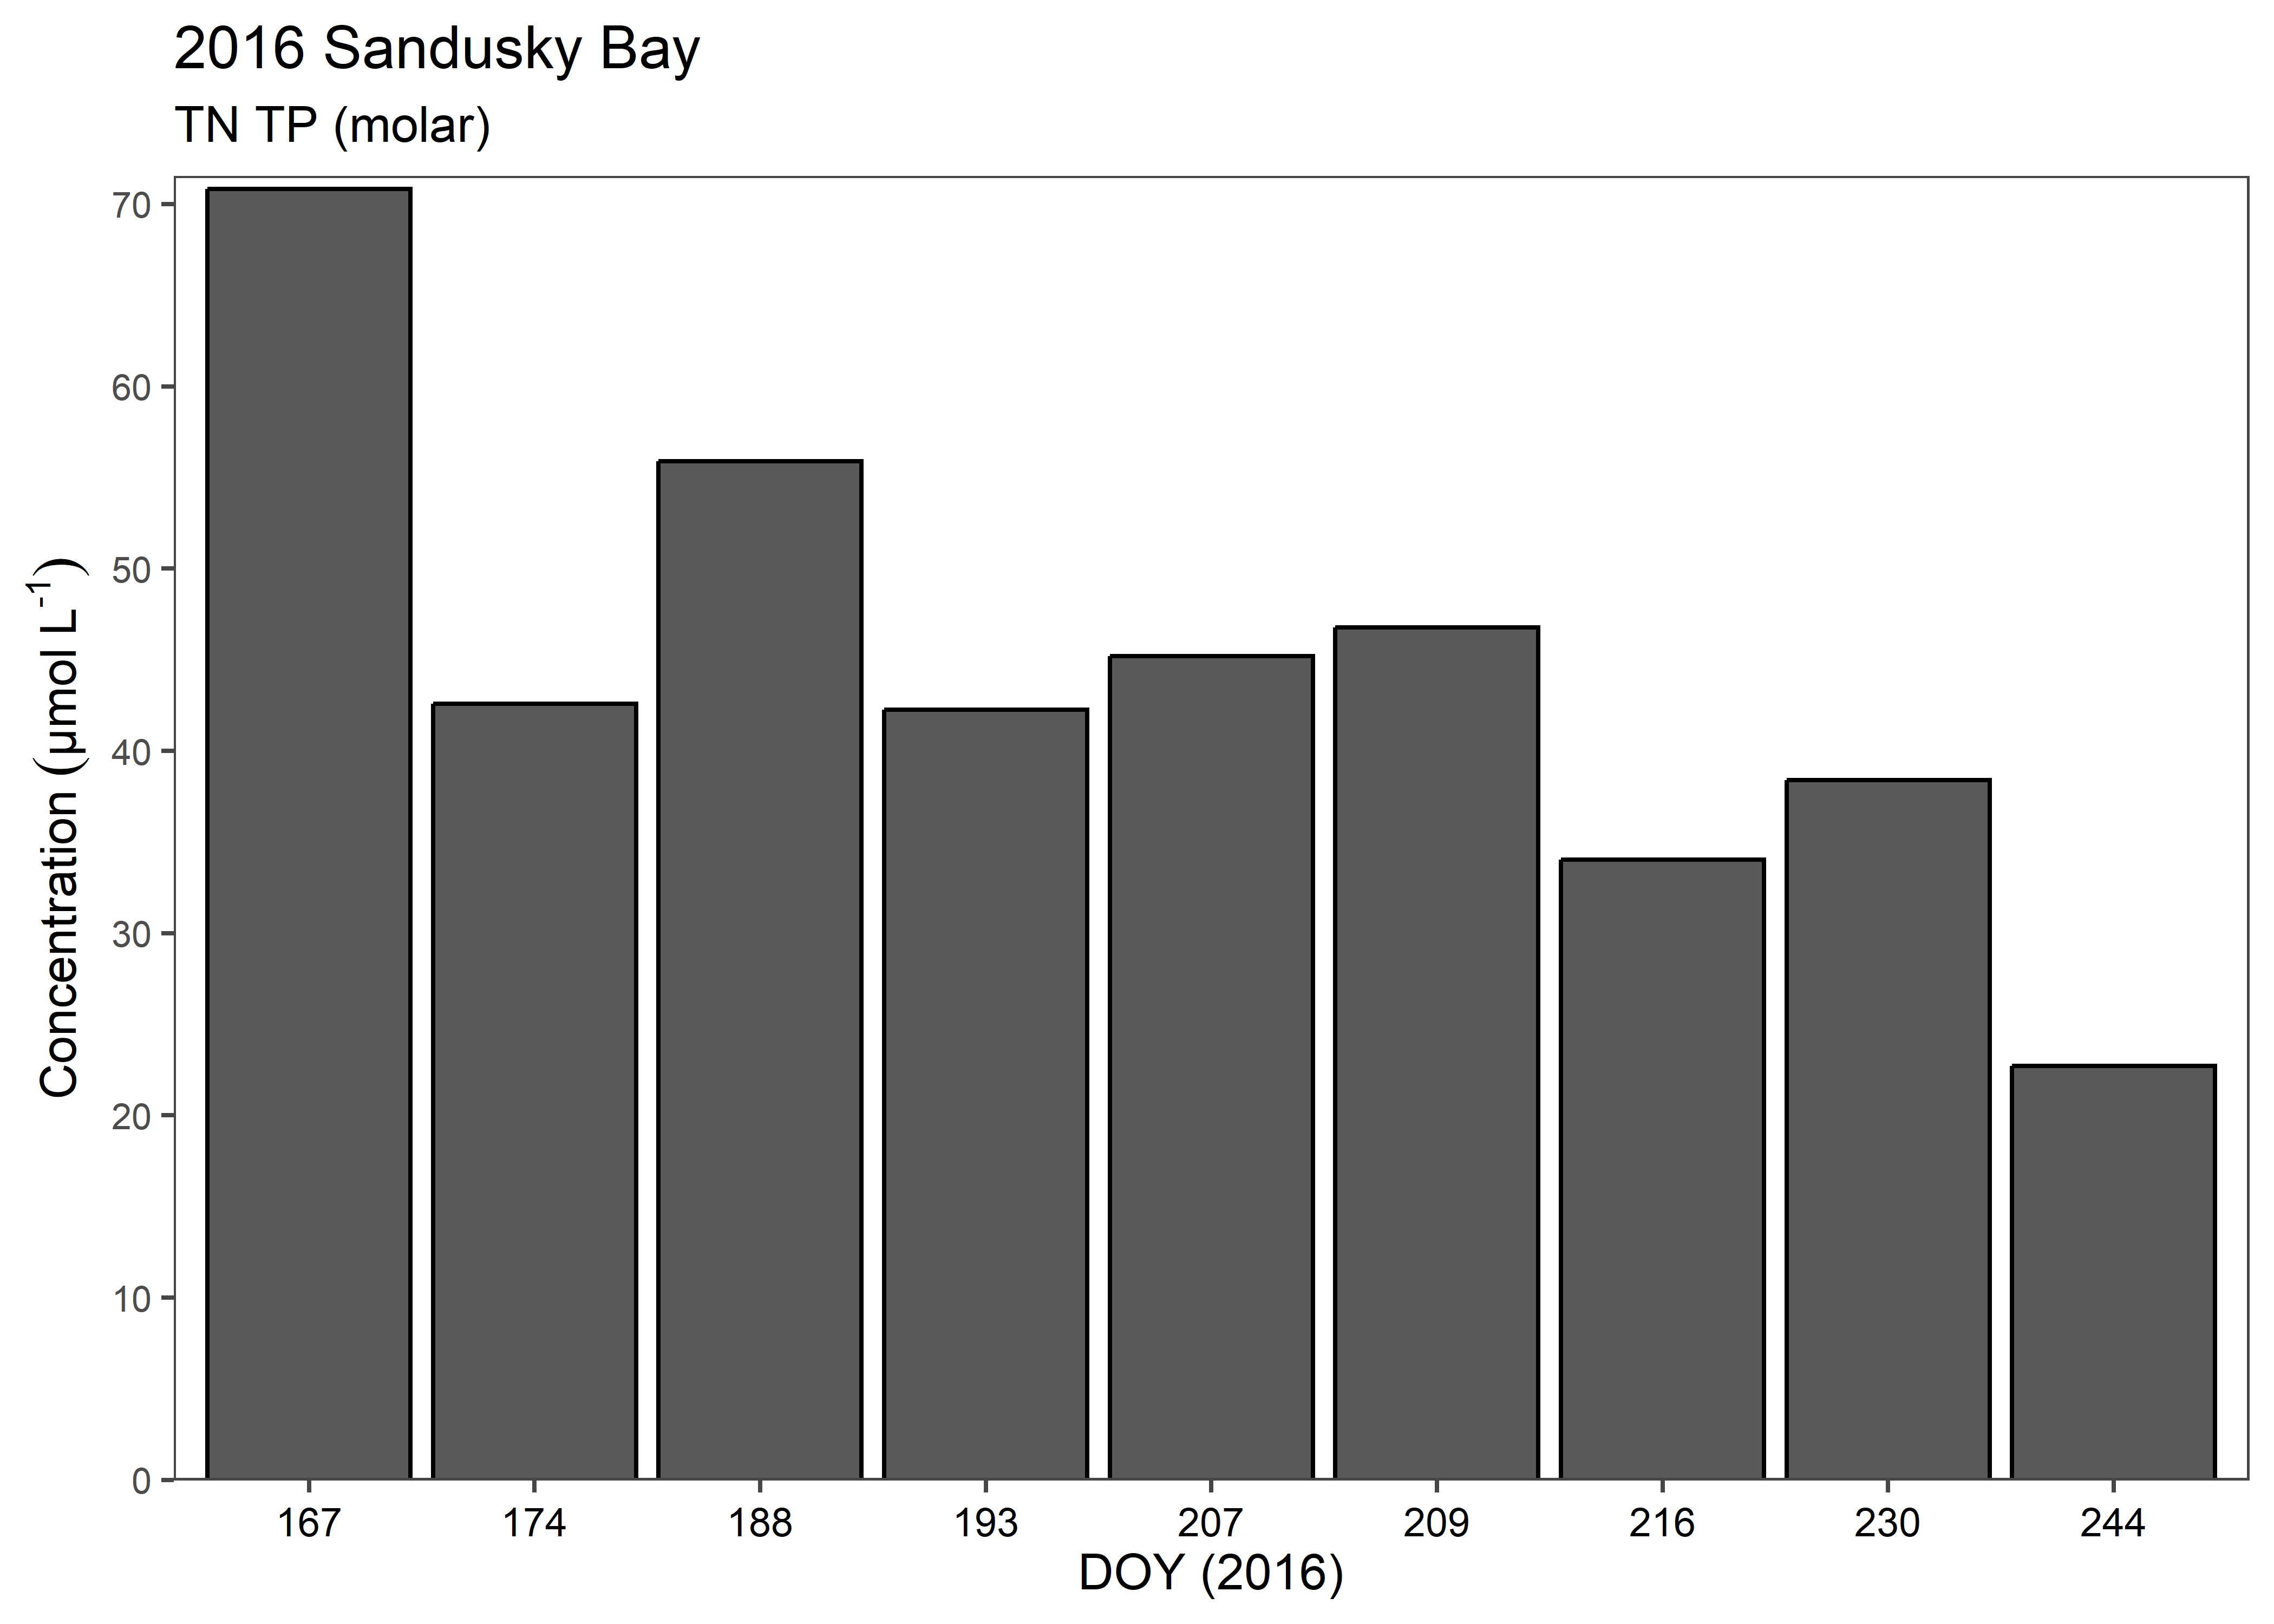 2016 Sandusky Bay
TN TP (molar)
Concentration (µmol L⁻¹)
70
60
50
40
30
20
10
0
167 174 188 193 207 209 216 230 244
DOY (2016)